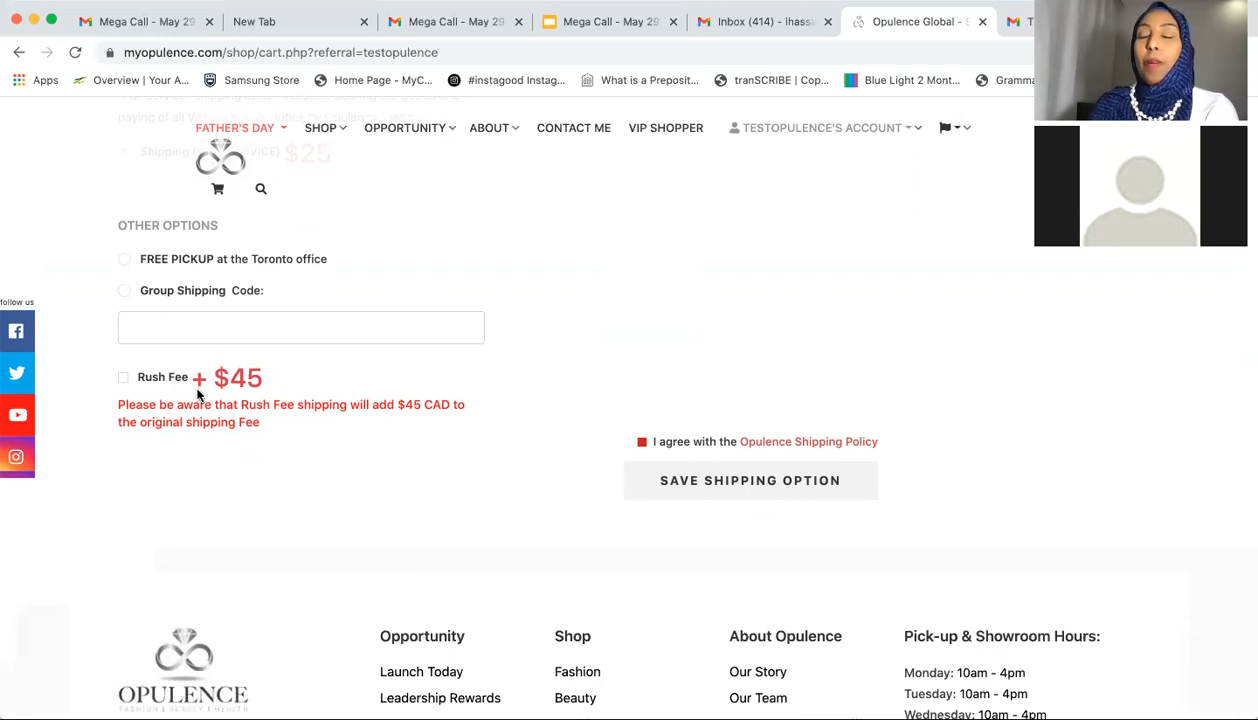 Mega Call - May 29
New Tab
Mega Call - May 29
Mega Call - May 29
Inbox (414) - ihass
Opulence Global - S
T
myopulence.com/shop/cart.php?referral=testopulence
Apps
Overview | Your A...
Samsung Store
Home Page - MyC...
#instagood Instag...
What is a Preposit...
tranSCRIBE | Cop...
Blue Light 2 Mont...
Gramma
FATHER'S DAY
SHOP
OPPORTUNITY
ABOUT
CONTACT ME
VIP SHOPPER
TESTOPULENCE'S ACCOUNT
Shipping ( VICE) $25
OTHER OPTIONS
FREE PICKUP at the Toronto office
Group Shipping Code:
follow us
Rush Fee + $45
Please be aware that Rush Fee shipping will add $45 CAD to
the original shipping Fee
I agree with the Opulence Shipping Policy
SAVE SHIPPING OPTION
OPULENCE
FASHION | BEAUTY | HEALTH
Opportunity
Launch Today
Leadership Rewards
Shop
Fashion
Beauty
About Opulence
Our Story
Our Team
Pick-up & Showroom Hours:
Monday: 10am - 4pm
Tuesday: 10am - 4pm
Wednesday: 10am - 4pm